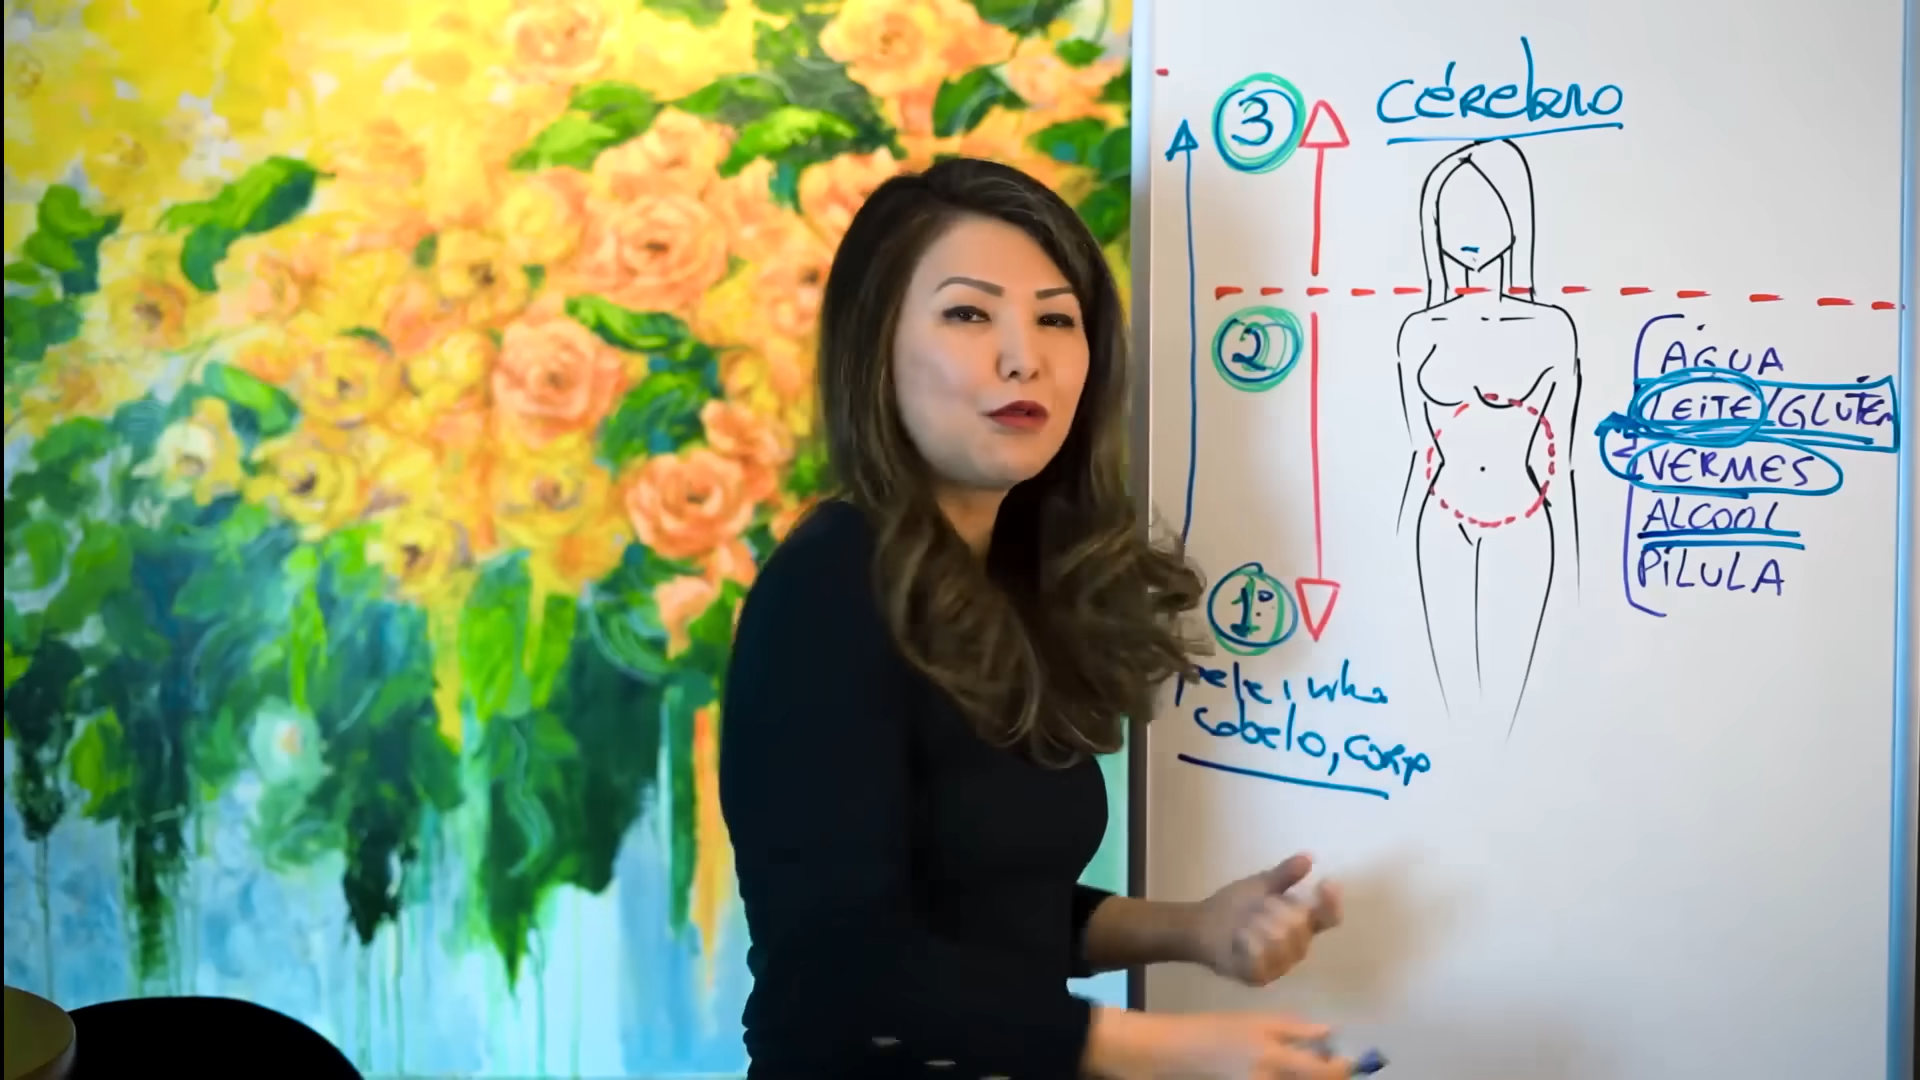 3 CÉREbRO
2
ÁGUA
LEITE/GLÚTEN
VERMES
ALCOOL
PÍLULA
1º
pele, unha
cabelo, corpo